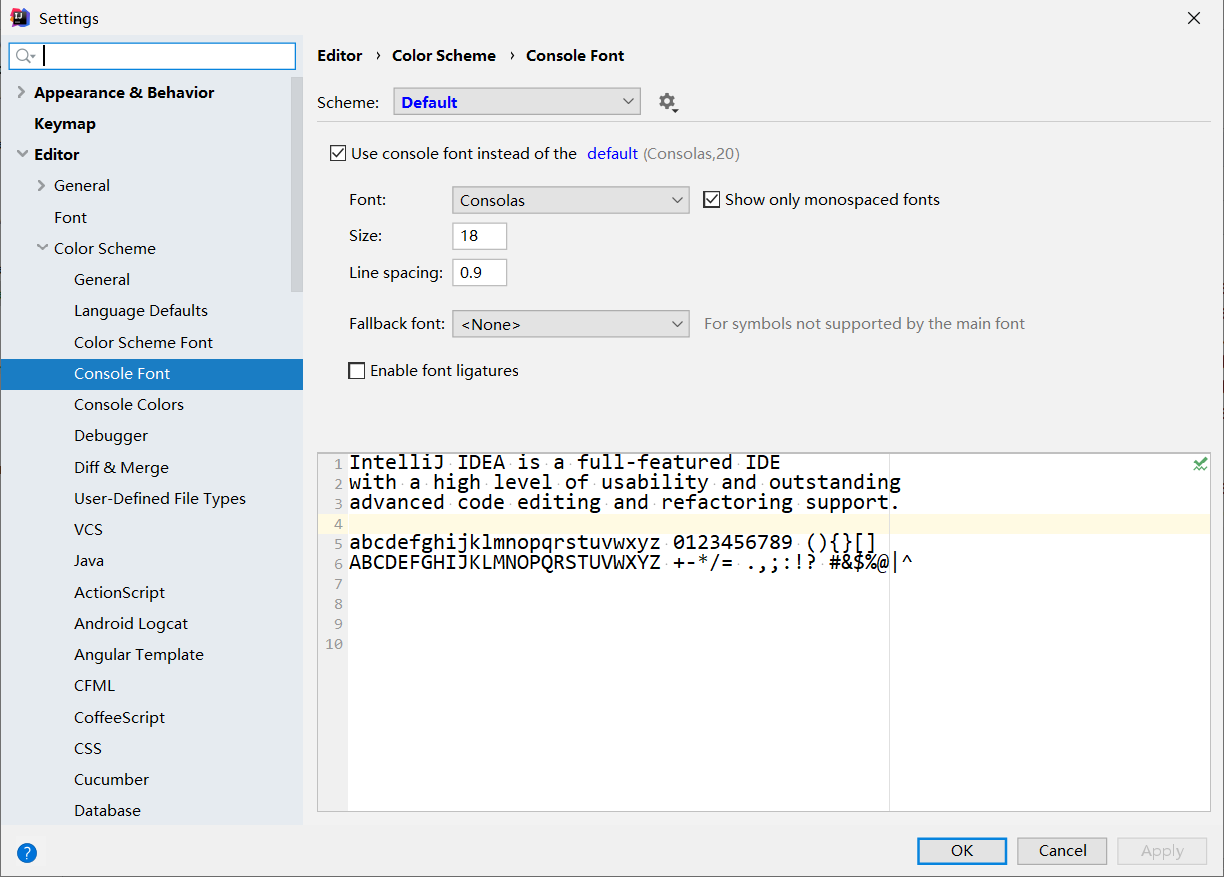 Settings
Appearance & Behavior
Keymap
Editor
General
Font
Color Scheme
General
Language Defaults
Color Scheme Font
Console Font
Console Colors
Debugger
Diff & Merge
User-Defined File Types
VCS
Java
ActionScript
Android Logcat
Angular Template
CFML
CoffeeScript
CSS
Cucumber
Database
Editor › Color Scheme › Console Font
Scheme: Default
Use console font instead of the default (Consolas,20)
Font: Consolas Show only monospaced fonts
Size: 18
Line spacing: 0.9
Fallback font: <None> For symbols not supported by the main font
Enable font ligatures
1 IntelliJ IDEA is a full-featured IDE
2 with a high level of usability and outstanding
3 advanced code editing and refactoring support.
4
5 abcdefghijklmnopqrstuvwxyz 0123456789 (){}[]
6 ABCDEFGHIJKLMNOPQRSTUVWXYZ +-*/= .,;:!? #&$%@|^
7
8
9
10
? OK Cancel Apply